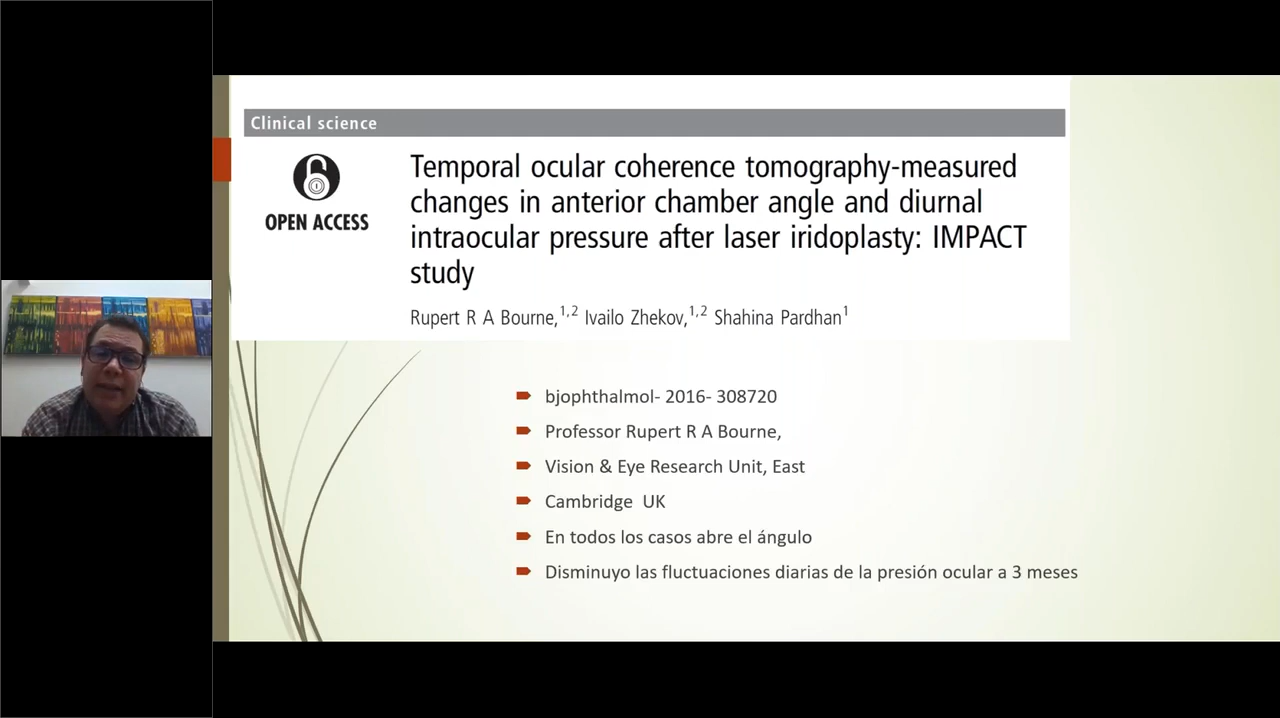 Clinical science
OPEN ACCESS
Temporal ocular coherence tomography-measured
changes in anterior chamber angle and diurnal
intraocular pressure after laser iridoplasty: IMPACT
study
Rupert R A Bourne,1,2 Ivailo Zhekov,1,2 Shahina Pardhan1
bjophthalmol- 2016- 308720
Professor Rupert R A Bourne,
Vision & Eye Research Unit, East
Cambridge UK
En todos los casos abre el ángulo
Disminuyo las fluctuaciones diarias de la presión ocular a 3 meses